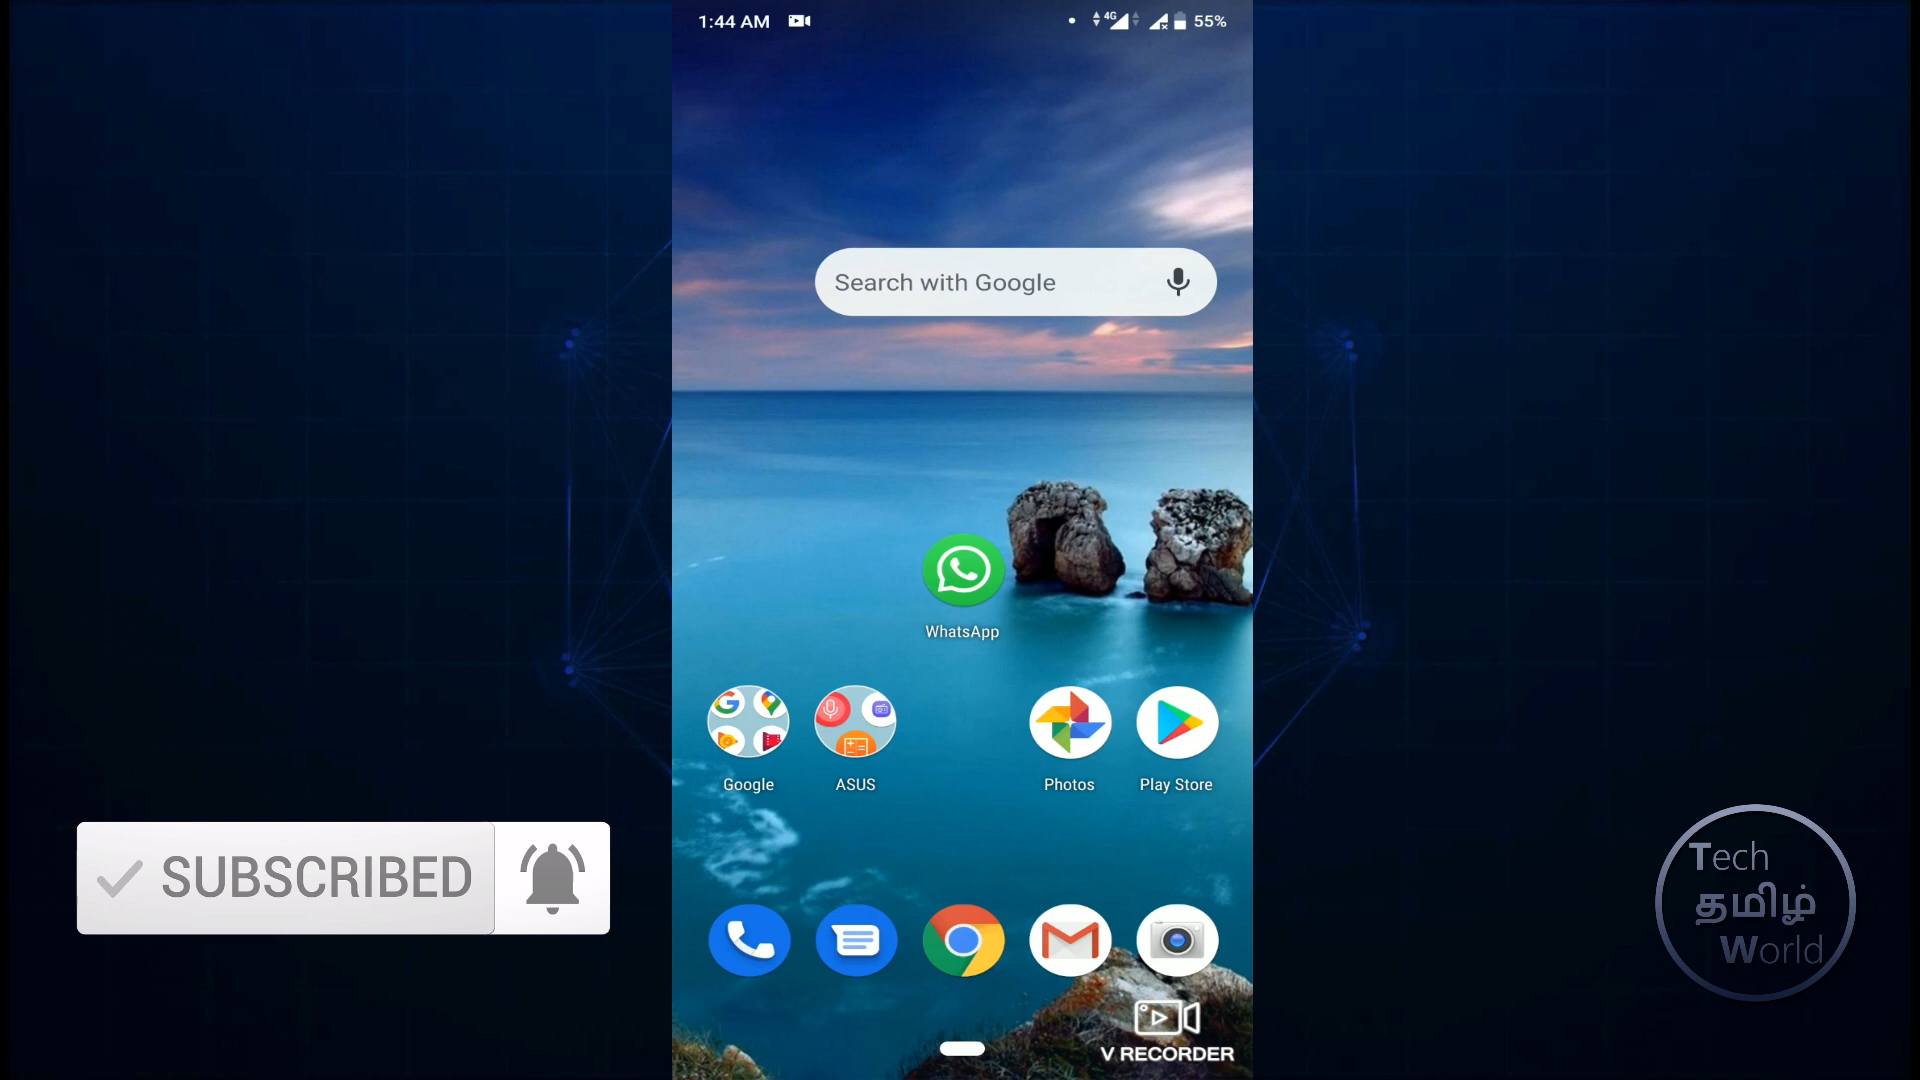 1:44 AM
4G
55%
Search with Google
WhatsApp
Google
ASUS
Photos
Play Store
SUBSCRIBED
Tech
தமிழ்
World
V RECORDER